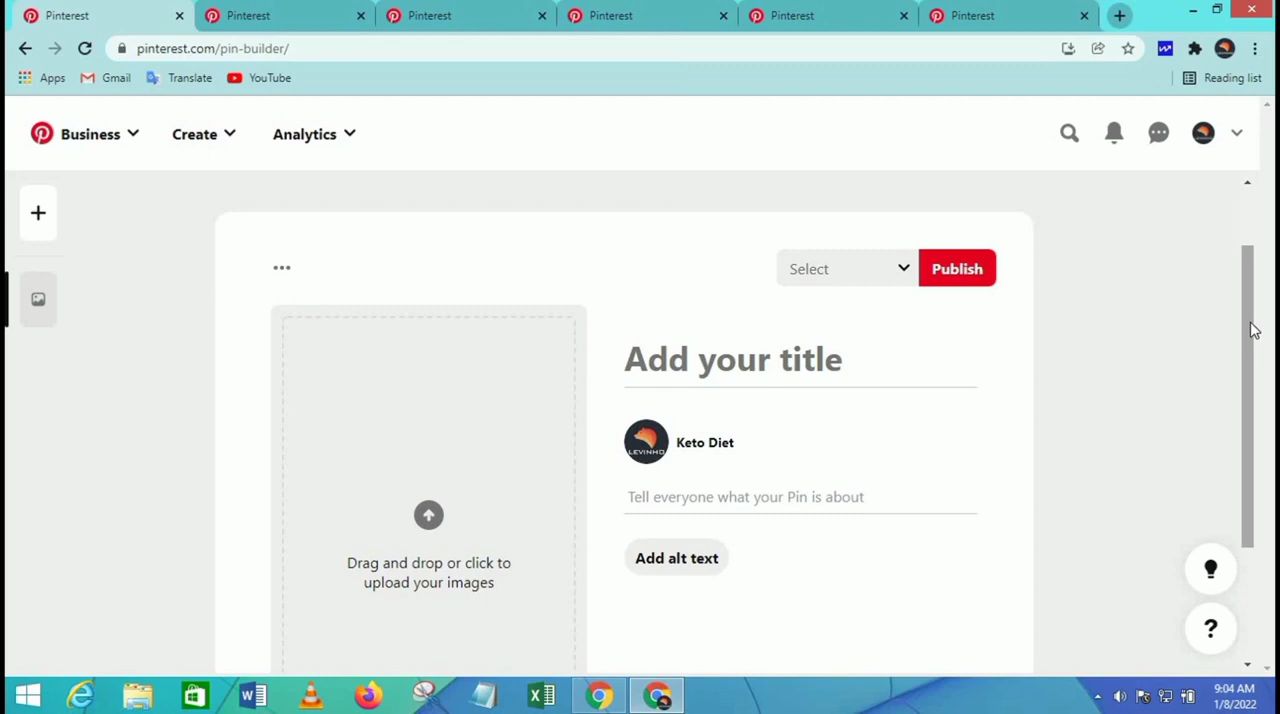 Pinterest
Pinterest
Pinterest
Pinterest
Pinterest
Pinterest
pinterest.com/pin-builder/
Apps
Gmail
Translate
YouTube
Reading list
Business
Create
Analytics
Select
Publish
Add your title
LEVINHO
Keto Diet
Tell everyone what your Pin is about
Add alt text
Drag and drop or click to
upload your images
?
9:04 AM
1/8/2022